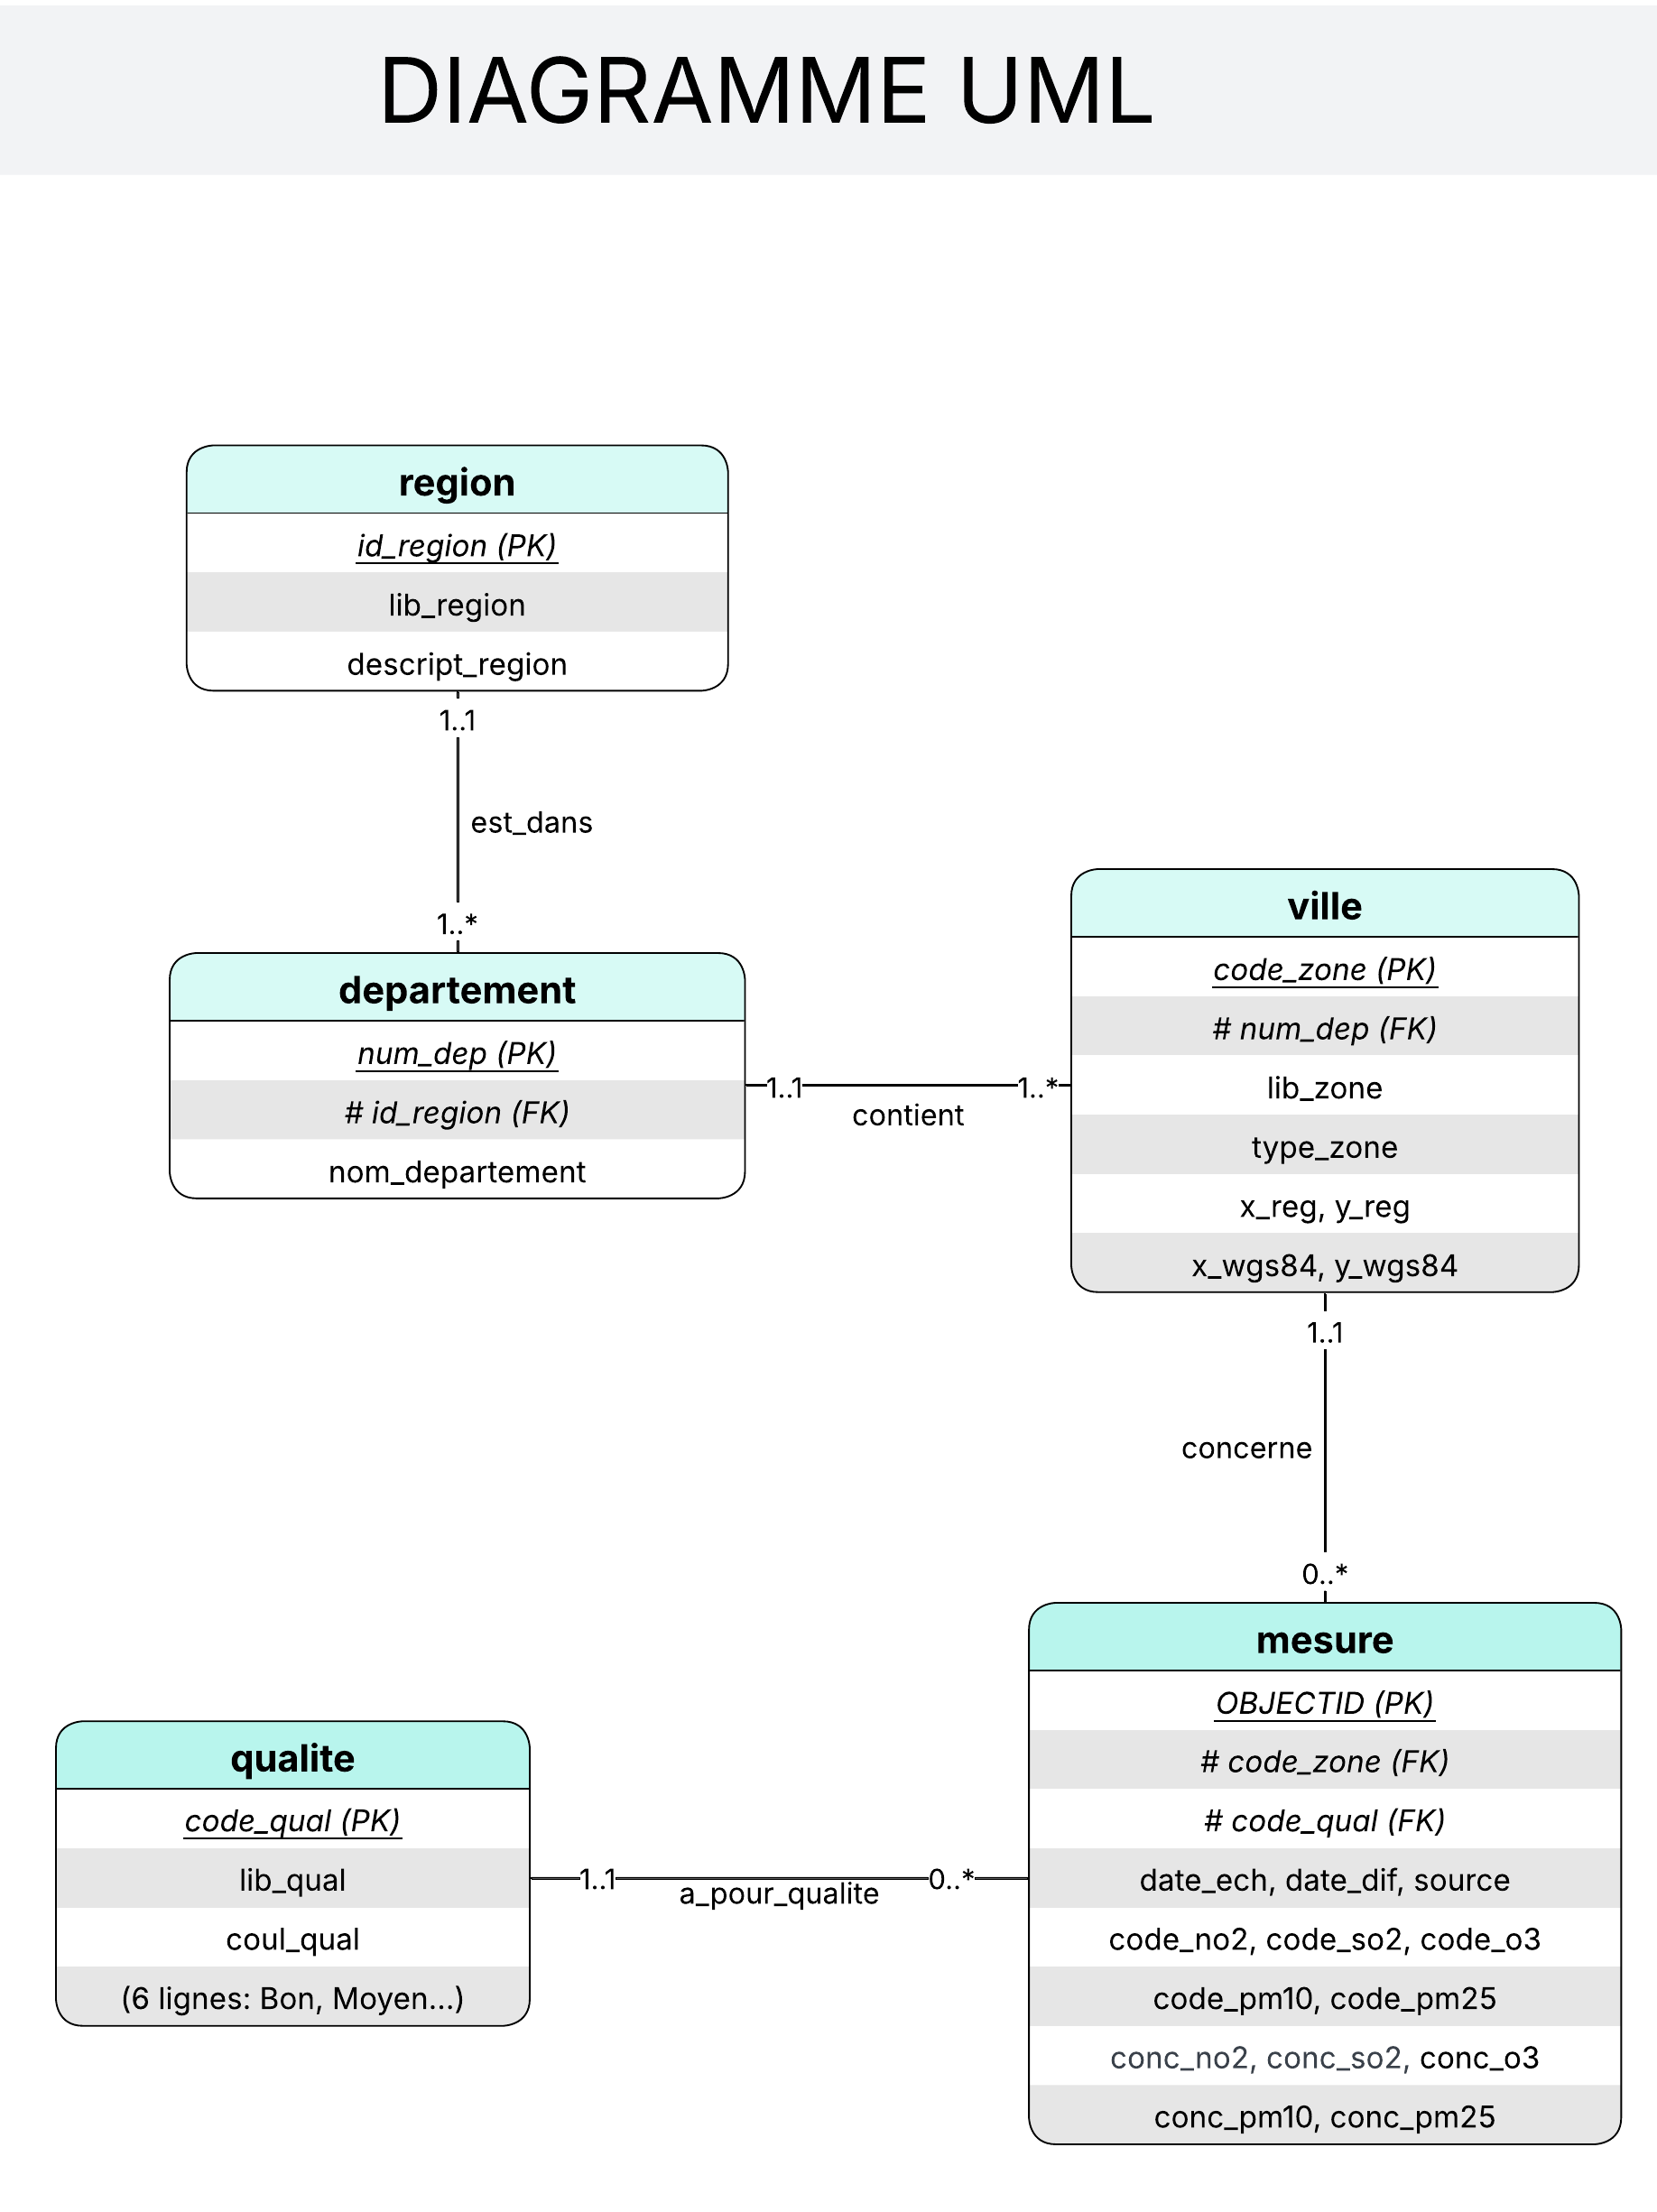 DIAGRAMME UML
region
id_region (PK)
lib_region
descript_region
1..1
est_dans
1..*
departement
num_dep (PK)
# id_region (FK)
nom_departement
1..1
contient
1..*
ville
code_zone (PK)
# num_dep (FK)
lib_zone
type_zone
x_reg, y_reg
x_wgs84, y_wgs84
1..1
concerne
0..*
mesure
OBJECTID (PK)
# code_zone (FK)
# code_qual (FK)
date_ech, date_dif, source
code_no2, code_so2, code_o3
code_pm10, code_pm25
conc_no2, conc_so2, conc_o3
conc_pm10, conc_pm25
qualite
code_qual (PK)
lib_qual
coul_qual
(6 lignes: Bon, Moyen...)
1..1
a_pour_qualite
0..*